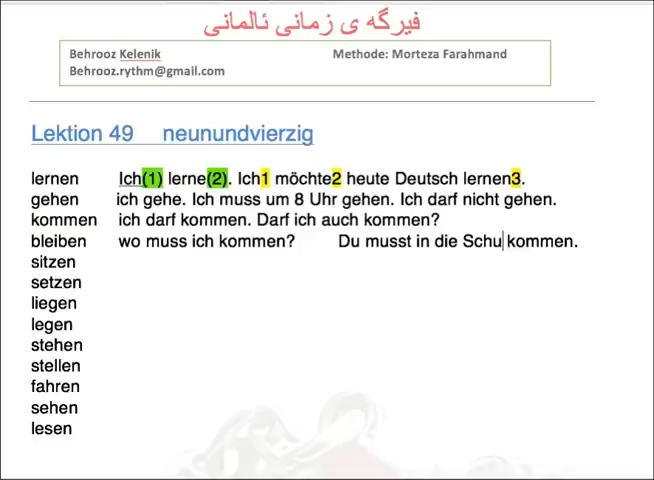 فیرگه ی زمانی ئالمانی
Behrooz Kelenik Methode: Morteza Farahmand
Behrooz.rythm@gmail.com
Lektion 49 neunundvierzig
lernen Ich(1) lerne(2). Ich1 möchte2 heute Deutsch lernen3.
gehen ich gehe. Ich muss um 8 Uhr gehen. Ich darf nicht gehen.
kommen ich darf kommen. Darf ich auch kommen?
bleiben wo muss ich kommen? Du musst in die Schu kommen.
sitzen
setzen
liegen
legen
stehen
stellen
fahren
sehen
lesen